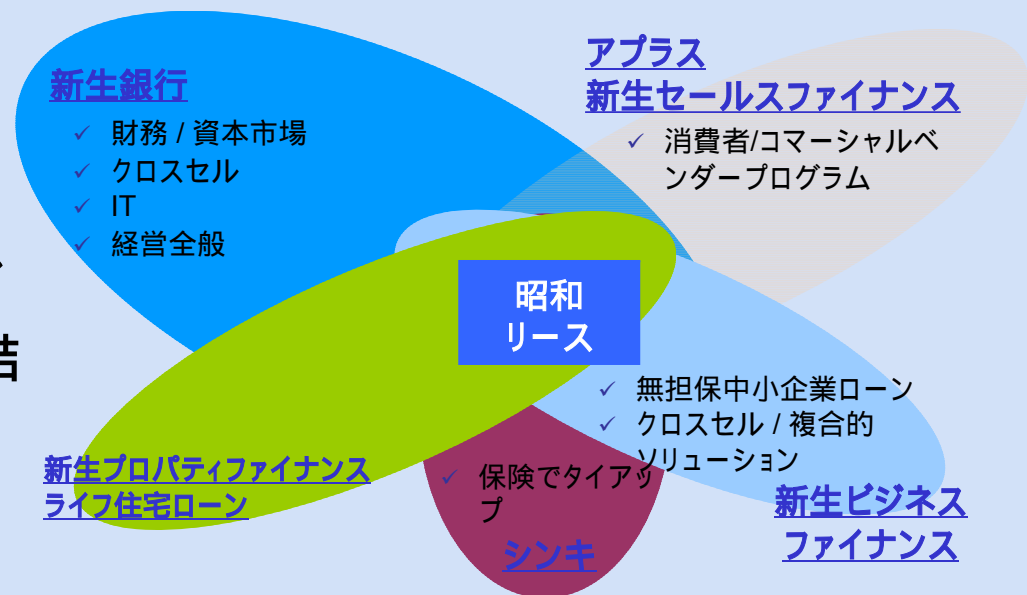 新生銀行
✓ 財務 / 資本市場
✓ クロスセル
✓ IT
✓ 経営全般
アプラス
新生セールスファイナンス
✓ 消費者/コマーシャルベ
ンダープログラム
昭和
リース
✓ 無担保中小企業ローン
✓ クロスセル / 複合的
ソリューション
新生ビジネス
ファイナンス
新生プロパティファイナンス
ライフ住宅ローン
✓ 保険でタイアッ
プ
シンキ